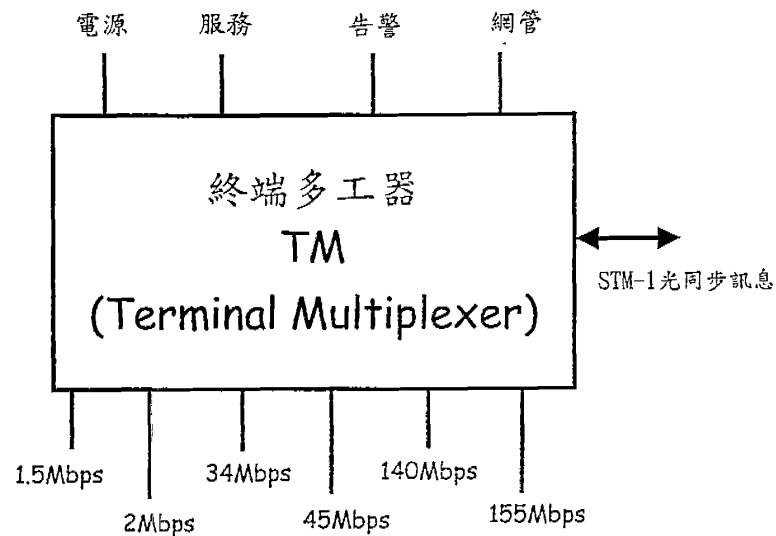 電源 服務 告警 網管
終端多工器
TM
(Terminal Multiplexer)
STM-1光同步訊息
1.5Mbps 34Mbps 140Mbps
2Mbps 45Mbps 155Mbps